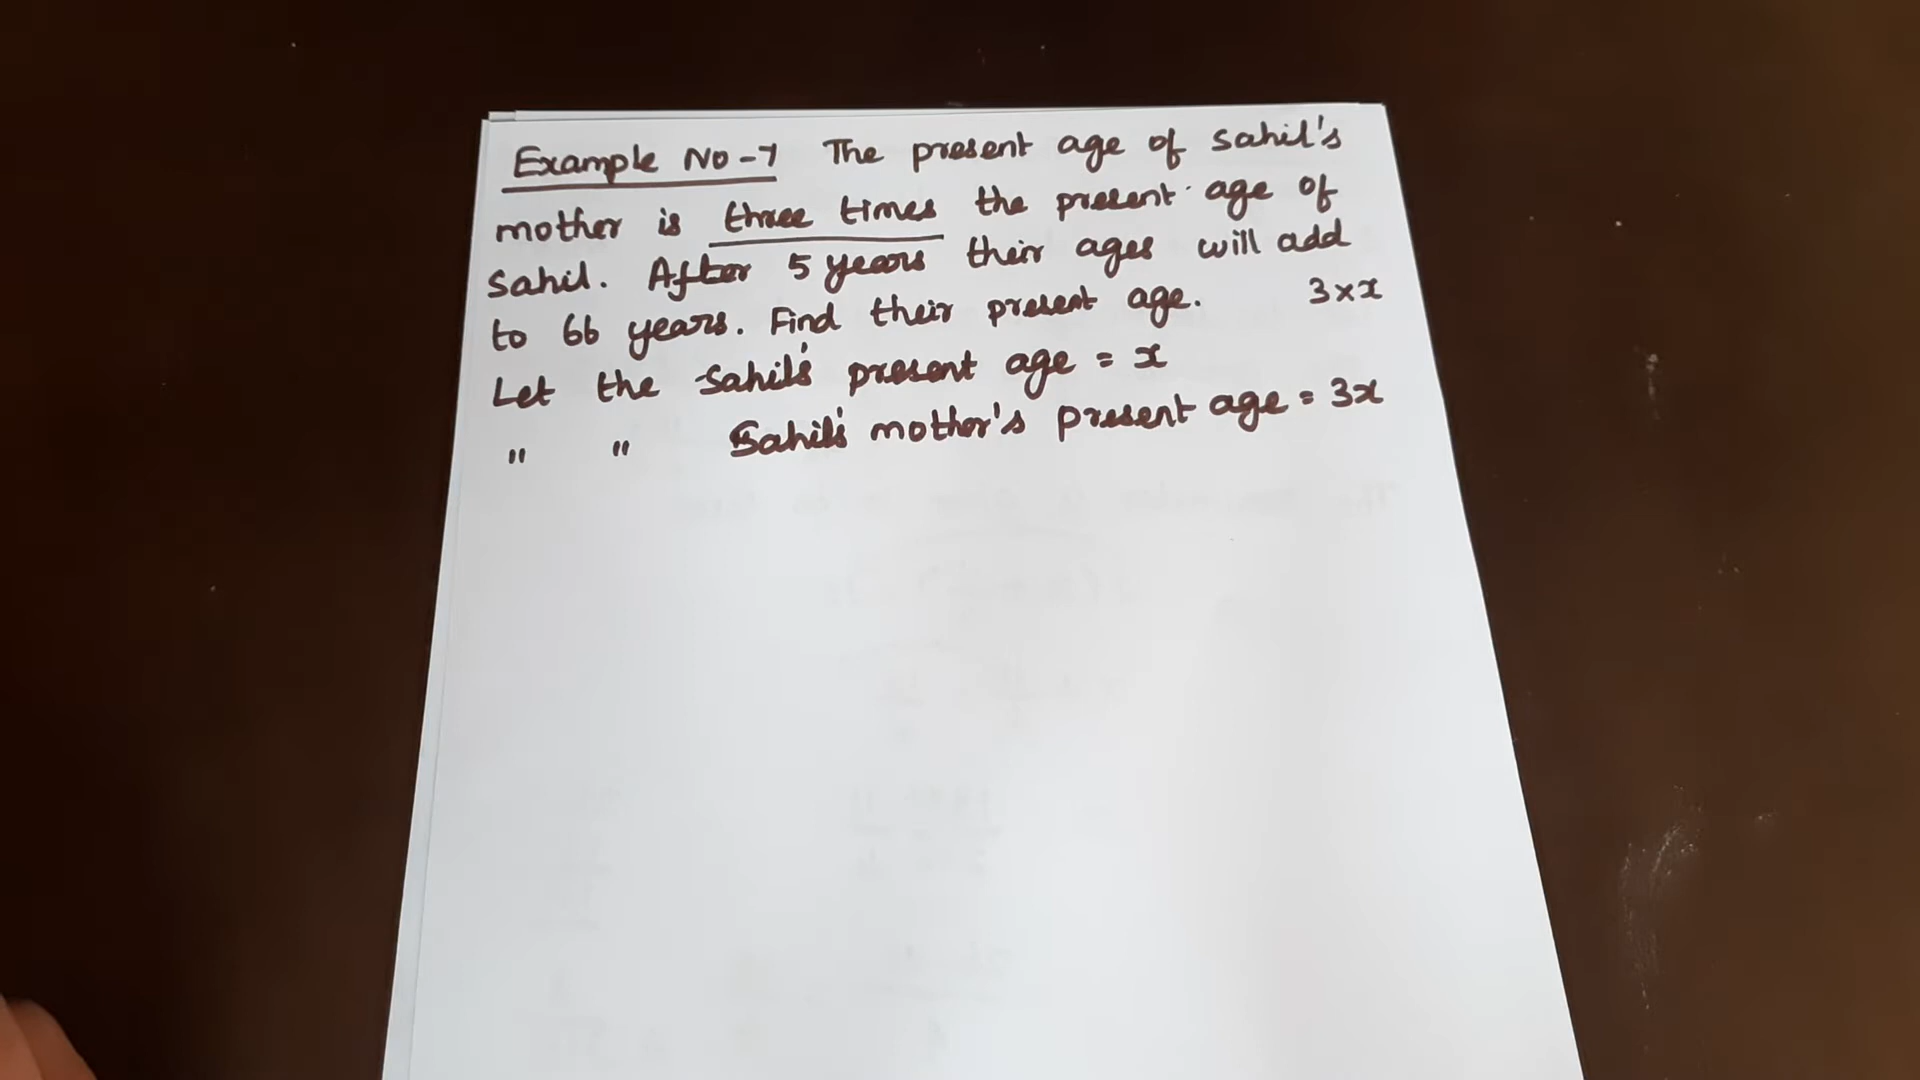 Example No-7 The present age of Sahil's
mother is three times the present age of
Sahil. After 5 years their ages will add
to 66 years. Find their present age. 3×x
Let the Sahil's present age = x
" " Sahil's mother's present age = 3x